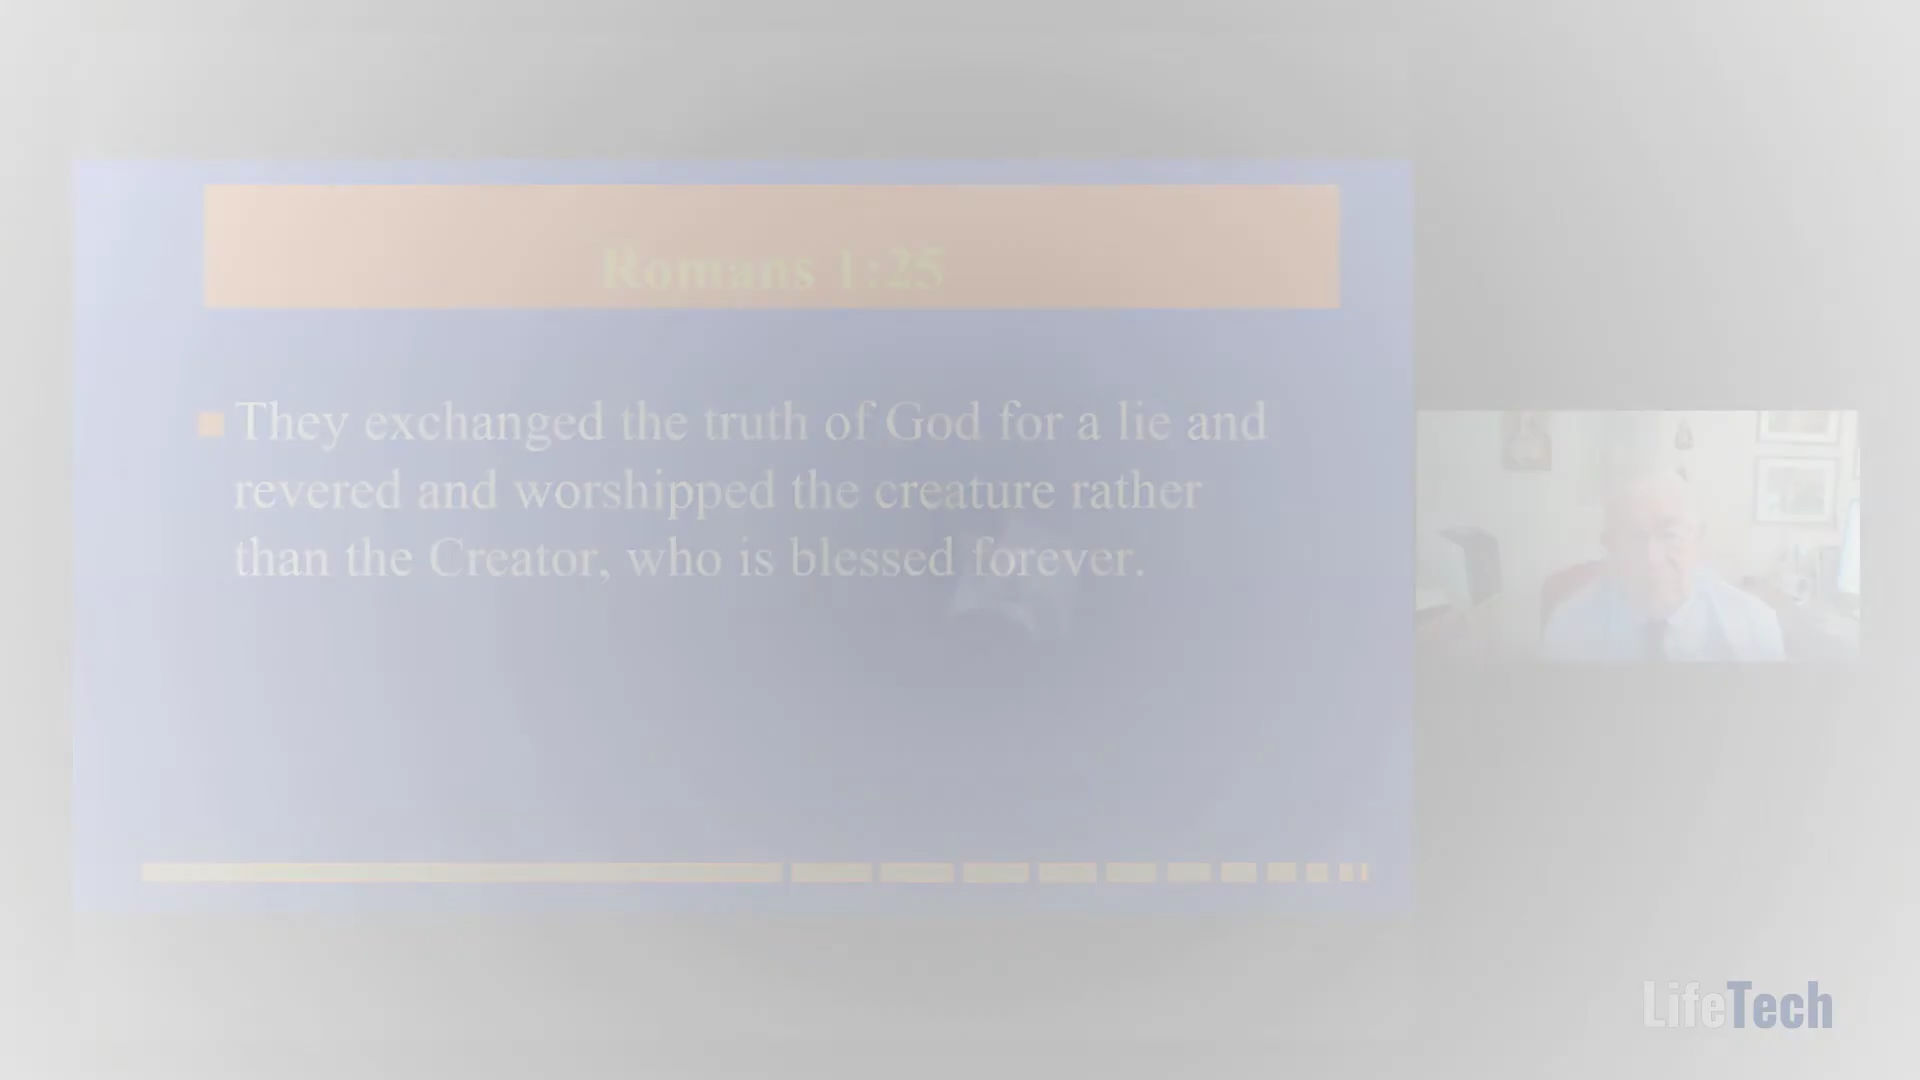 Romans 1:25
They exchanged the truth of God for a lie and
revered and worshipped the creature rather
than the Creator, who is blessed forever.
LifeTech